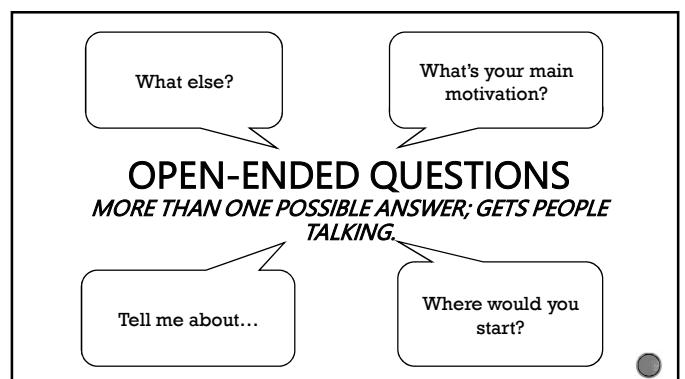 What else?
What's your main
motivation?
OPEN-ENDED QUESTIONS
MORE THAN ONE POSSIBLE ANSWER; GETS PEOPLE
TALKING.
Tell me about…
Where would you
start?